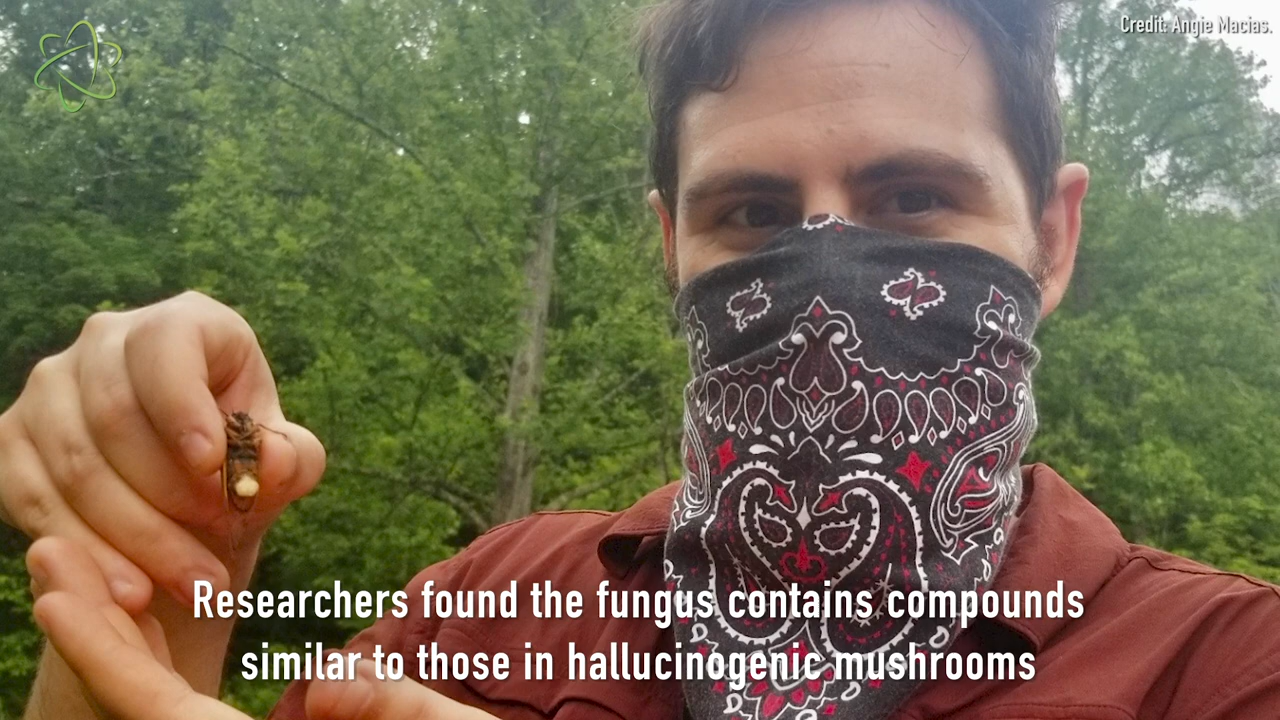 Credit: Angie Macias.
Researchers found the fungus contains compounds
similar to those in hallucinogenic mushrooms